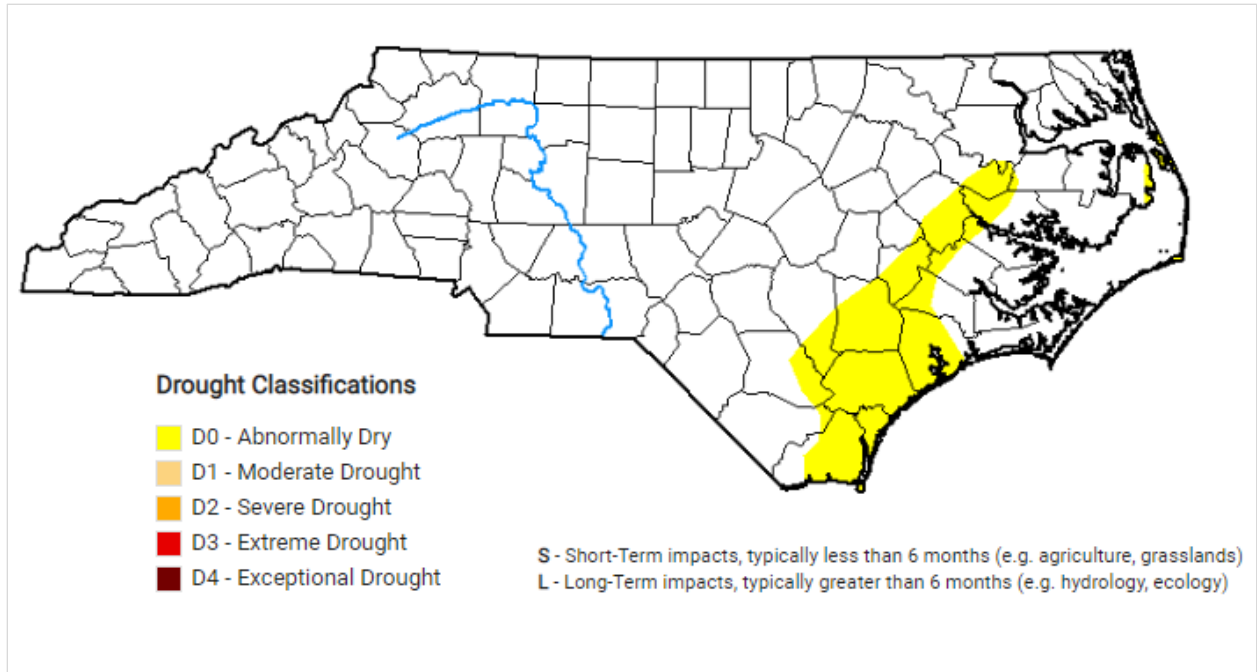 Drought Classifications
D0 - Abnormally Dry
D1 - Moderate Drought
D2 - Severe Drought
D3 - Extreme Drought
D4 - Exceptional Drought
S - Short-Term impacts, typically less than 6 months (e.g. agriculture, grasslands)
L - Long-Term impacts, typically greater than 6 months (e.g. hydrology, ecology)